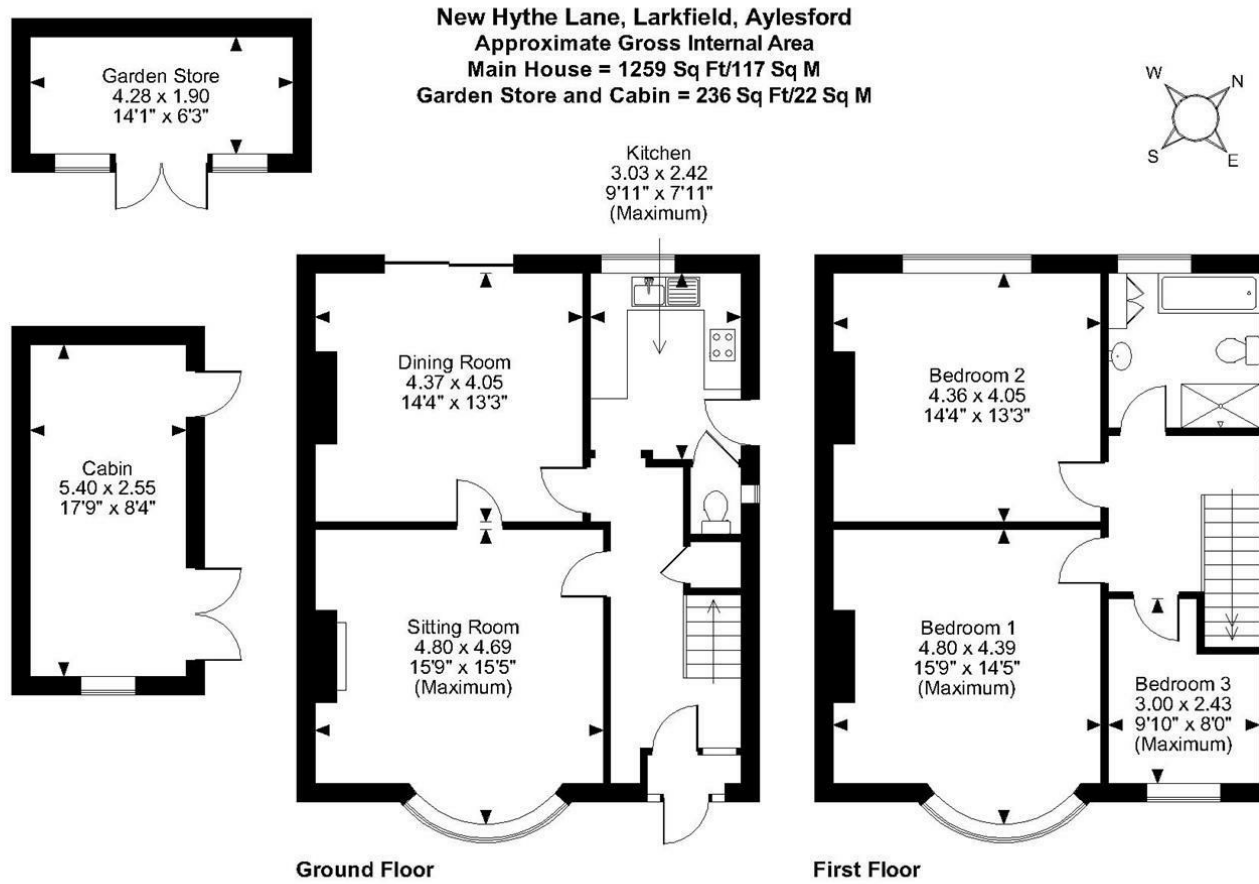 New Hythe Lane, Larkfield, Aylesford
Approximate Gross Internal Area
Main House = 1259 Sq Ft/117 Sq M
Garden Store and Cabin = 236 Sq Ft/22 Sq M
Garden Store
4.28 x 1.90
14'1" x 6'3"
W
N
S
E
Kitchen
3.03 x 2.42
9'11" x 7'11"
(Maximum)
Dining Room
4.37 x 4.05
14'4" x 13'3"
Bedroom 2
4.36 x 4.05
14'4" x 13'3"
Cabin
5.40 x 2.55
17'9" x 8'4"
Sitting Room
4.80 x 4.69
15'9" x 15'5"
(Maximum)
Bedroom 1
4.80 x 4.39
15'9" x 14'5"
(Maximum)
Bedroom 3
3.00 x 2.43
9'10" x 8'0"
(Maximum)
Ground Floor
First Floor